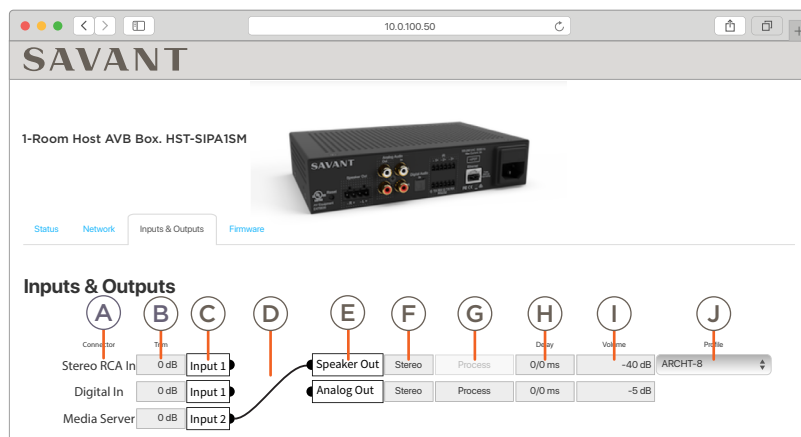 10.0.100.50
SAVANT
1-Room Host AVB Box. HST-SIPA1SM
SAVANT
Speaker Out
Status Network Inputs & Outputs Firmware
Inputs & Outputs
A B C D E F G H I J
Connector Trim Delay Volume Profile
Stereo RCA In 0 dB Input 1 Speaker Out Stereo Process 0/0 ms -40 dB ARCHT-8
Digital In 0 dB Input 1 Analog Out Stereo Process 0/0 ms -5 dB
Media Server 0 dB Input 2